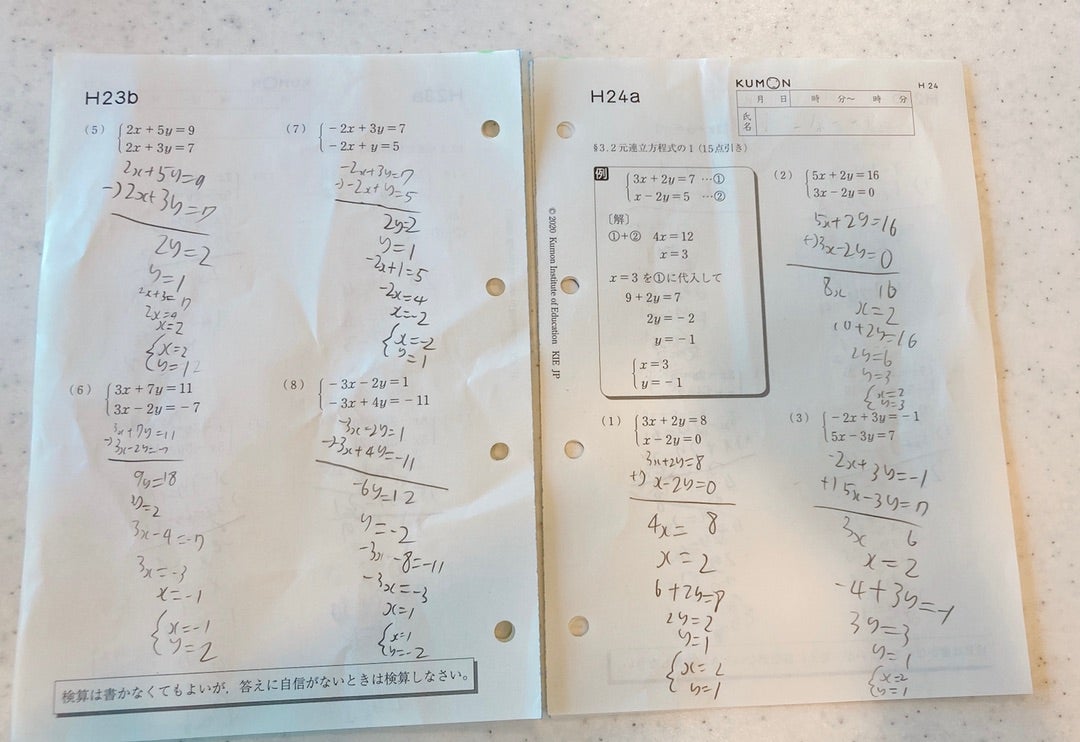 H23b
(5) { 2x + 5y = 9
2x + 3y = 7
2x+5y=9
-) 2x+3y=7
2y=2
y=1
2x+3=7
2x=4
x=2
{ x=2
y=1
(6) { 3x + 7y = 11
3x − 2y = − 7
3x+7y=11
-) 3x-2y=-7
9y=18
y=2
3x-4=-7
3x=-3
x=-1
{ x=-1
y=2
(7) { − 2x + 3y = 7
− 2x + y = 5
-2x+3y=7
-) -2x+y=5
2y=2
y=1
-2x+1=5
-2x=4
x=-2
{ x=-2
y=1
(8) { − 3x − 2y = 1
− 3x + 4y = − 11
-3x-2y=1
-) -3x+4y=-11
-6y=12
y=-2
-3x-8=-11
-3x=-3
x=1
{ x=1
y=-2
検算は書かなくてもよいが，答えに自信がないときは検算しなさい。
© 2020 Kumon Institute of Education KIE JP
H24a
KUMON
H 24
月 日 時 分～ 時 分
氏名
§3. 2元連立方程式の1 (15点引き)
例
{ 3x + 2y = 7 …①
x − 2y = 5 …②
［解］
①+② 4x = 12
x = 3
x = 3 を①に代入して
9 + 2y = 7
2y = − 2
y = − 1
{ x = 3
y = − 1
(1) { 3x + 2y = 8
x − 2y = 0
3x+2y=8
+) x-2y=0
4x= 8
x=2
6+2y=8
2y=2
y=1
{ x=2
y=1
(2) { 5x + 2y = 16
3x − 2y = 0
5x+2y=16
+) 3x-2y=0
8x 16
x=2
10+2y=16
2y=6
y=3
{ x=2
y=3
(3) { − 2x + 3y = − 1
5x − 3y = 7
-2x+3y=-1
+) 5x-3y=7
3x 6
x=2
-4+3y=-1
3y=3
y=1
{ x=2
y=1